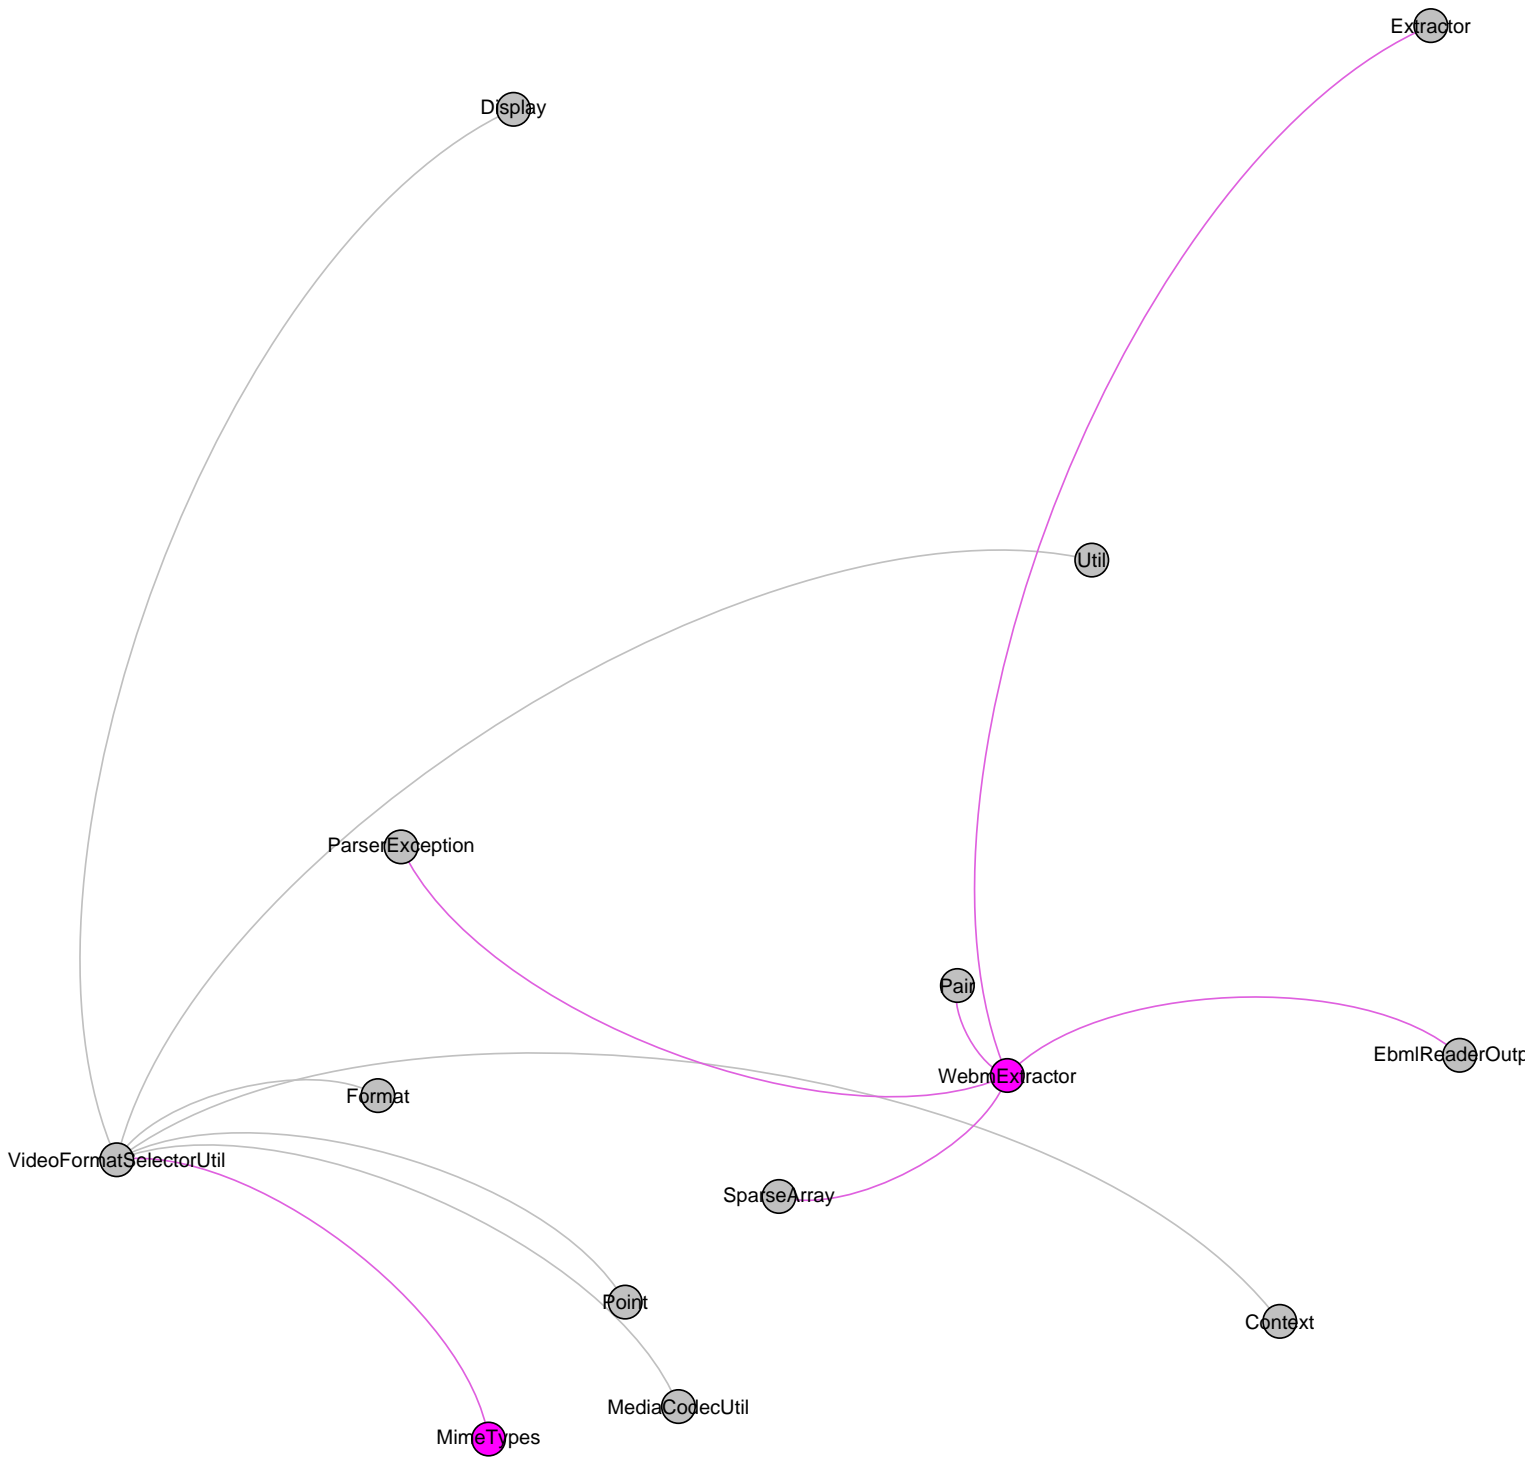 Extractor
Display
Util
ParserException
Pair
EbmlReaderOutp
WebmExtractor
Format
VideoFormatSelectorUtil
SparseArray
Point
Context
MediaCodecUtil
MimeTypes